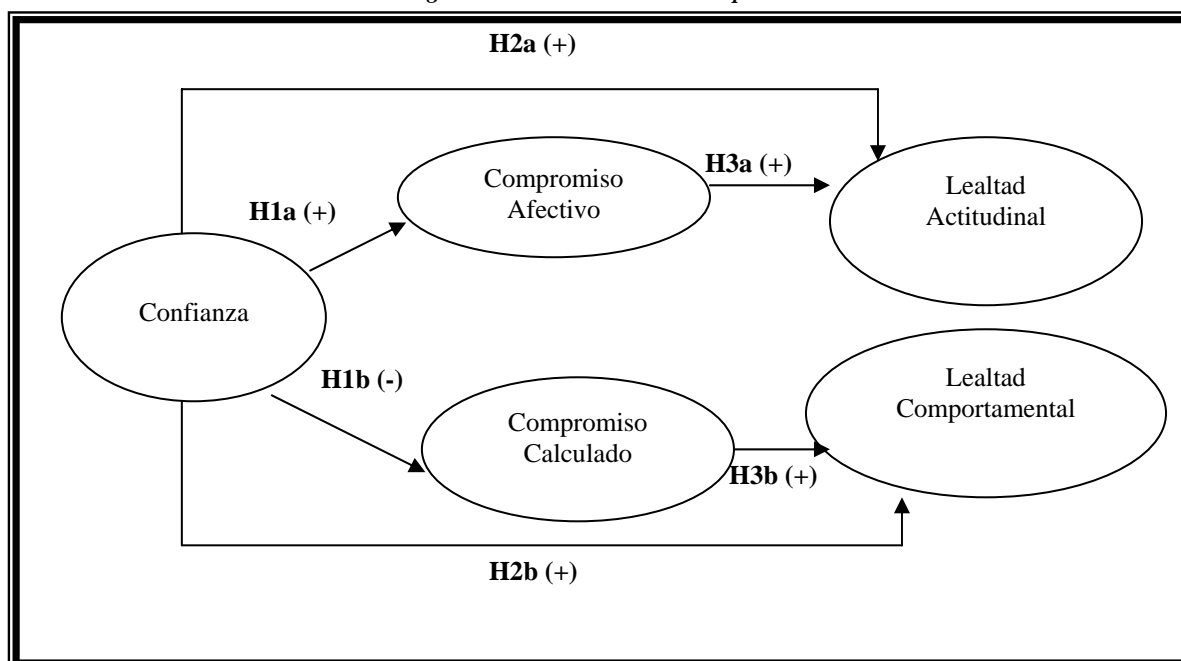 H2a (+)
H3a (+)
Compromiso
Afectivo
Lealtad
Actitudinal
H1a (+)
Confianza
H1b (-)
Lealtad
Comportamental
Compromiso
Calculado
H3b (+)
H2b (+)